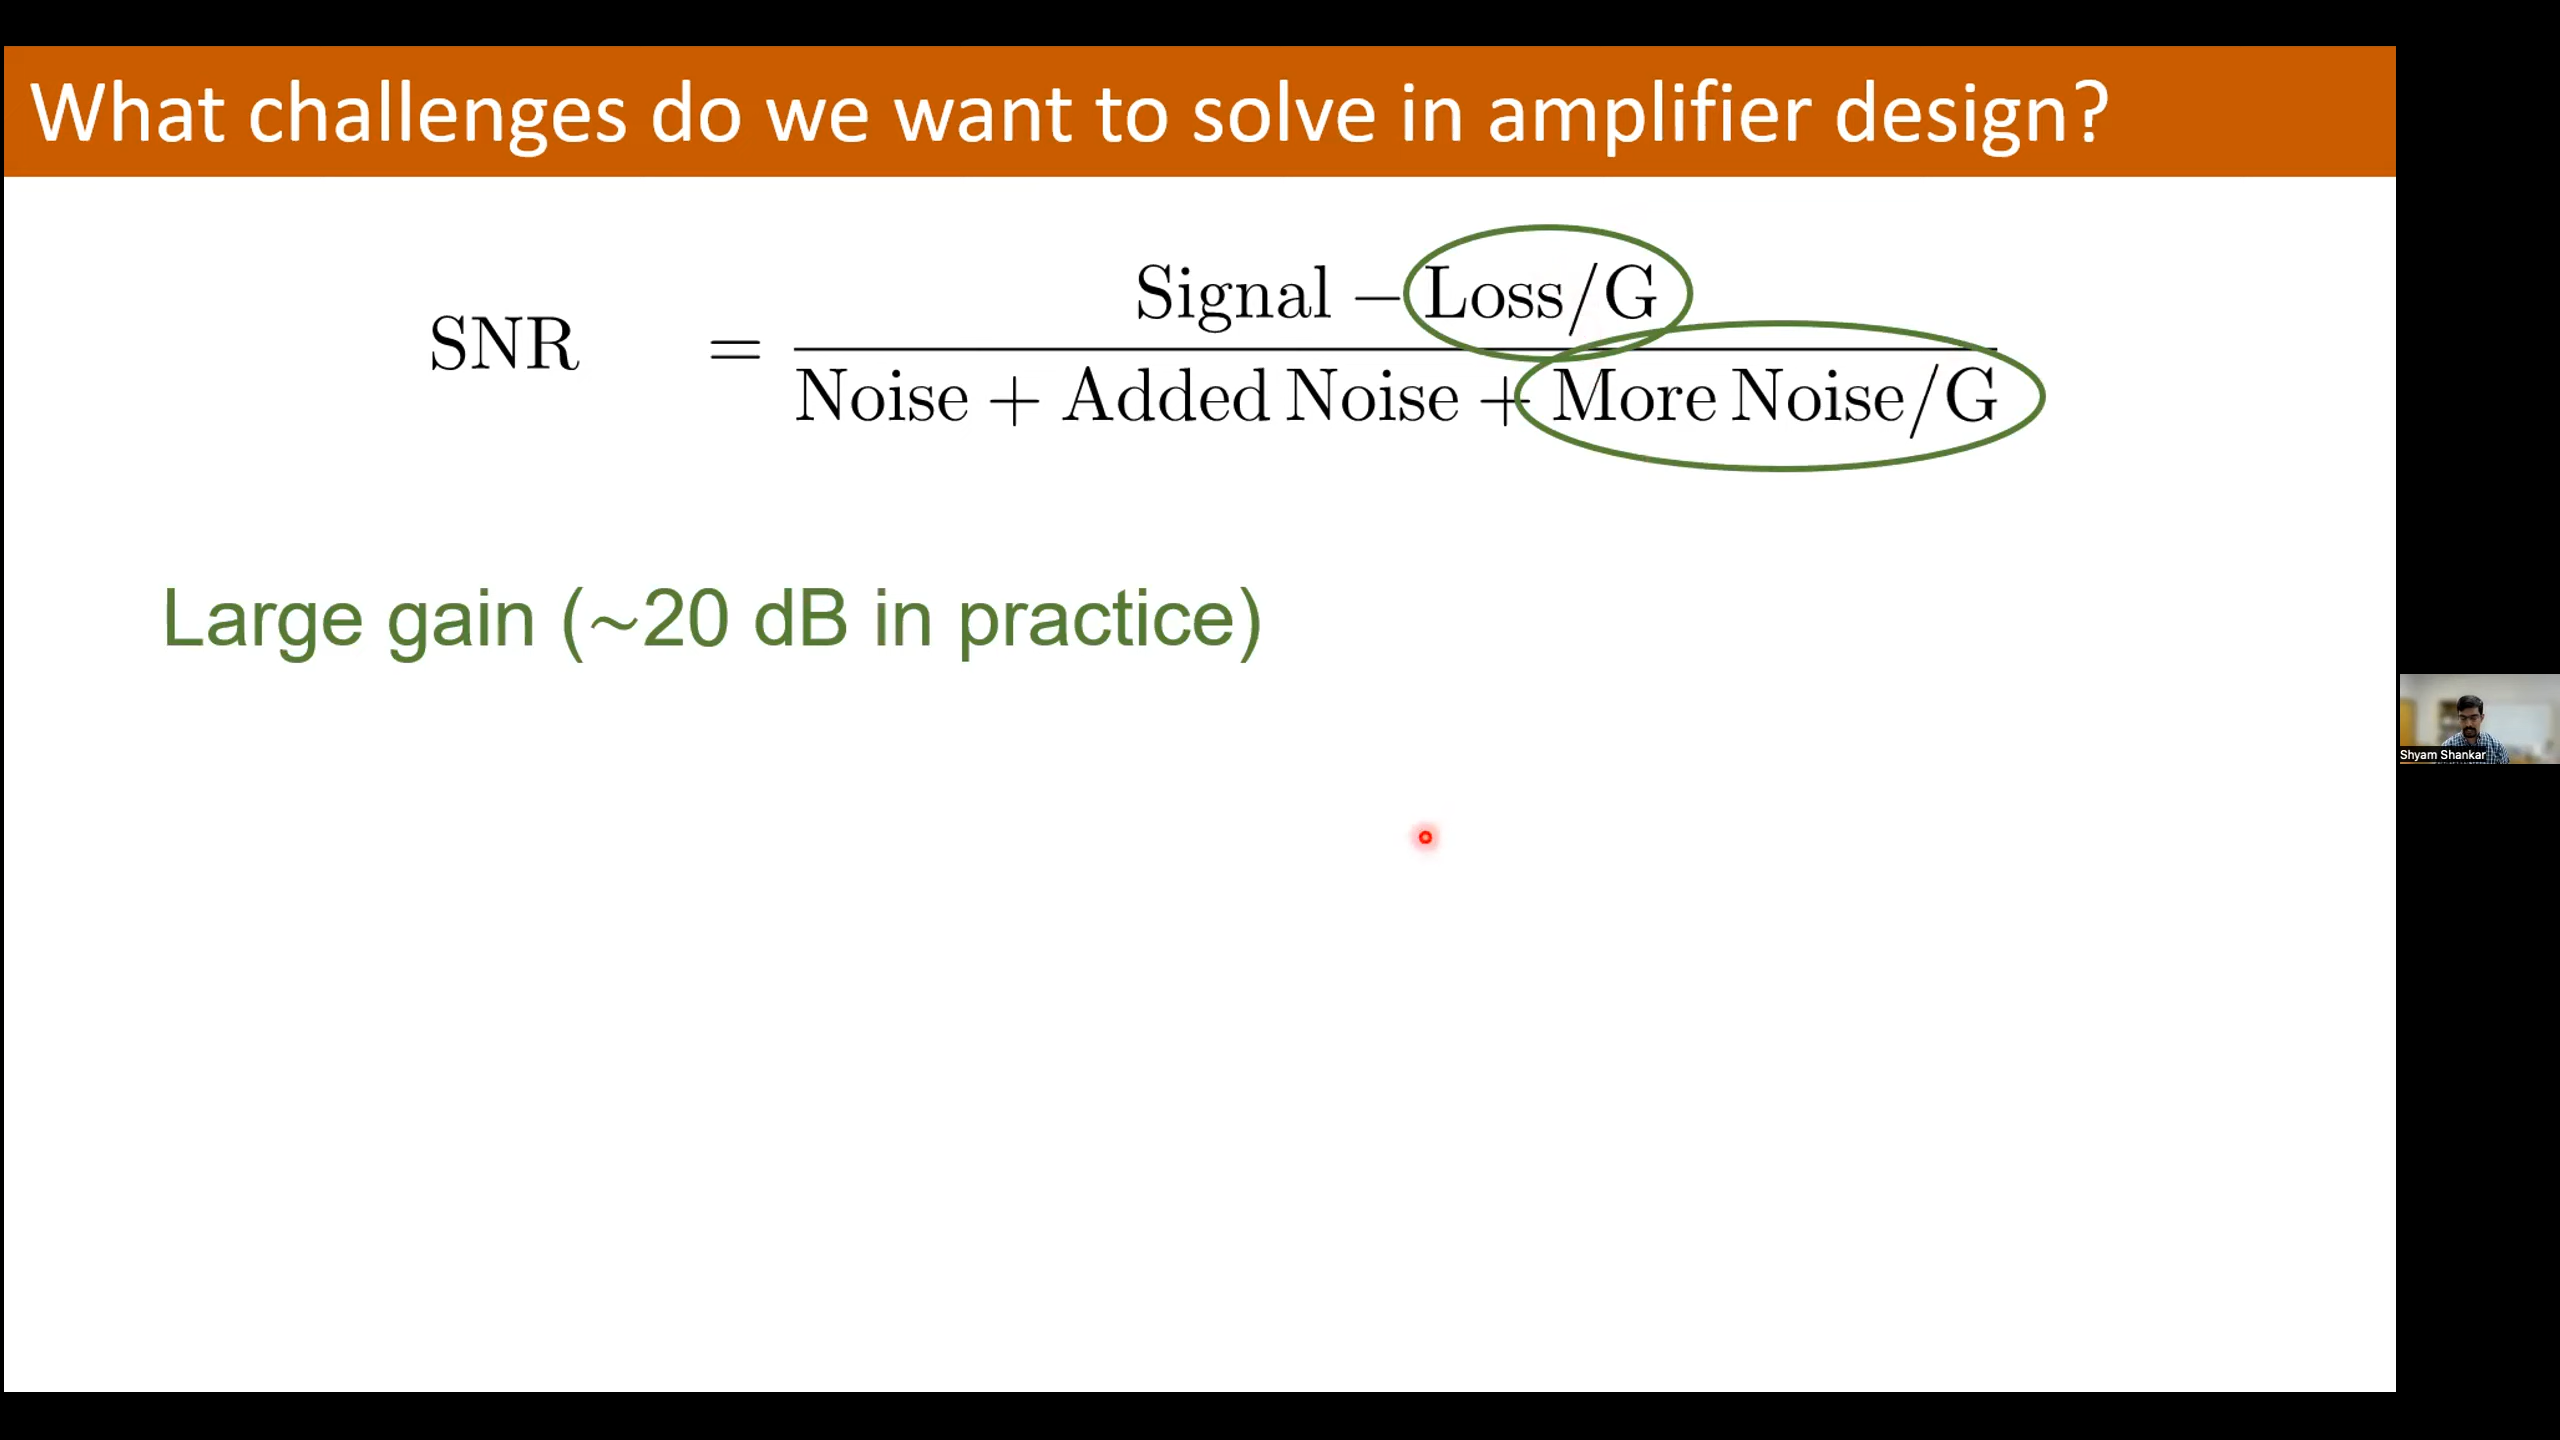 What challenges do we want to solve in amplifier design?
SNR = (Signal − Loss/G) / (Noise + Added Noise + More Noise/G)
Large gain (~20 dB in practice)
Shyam Shankar